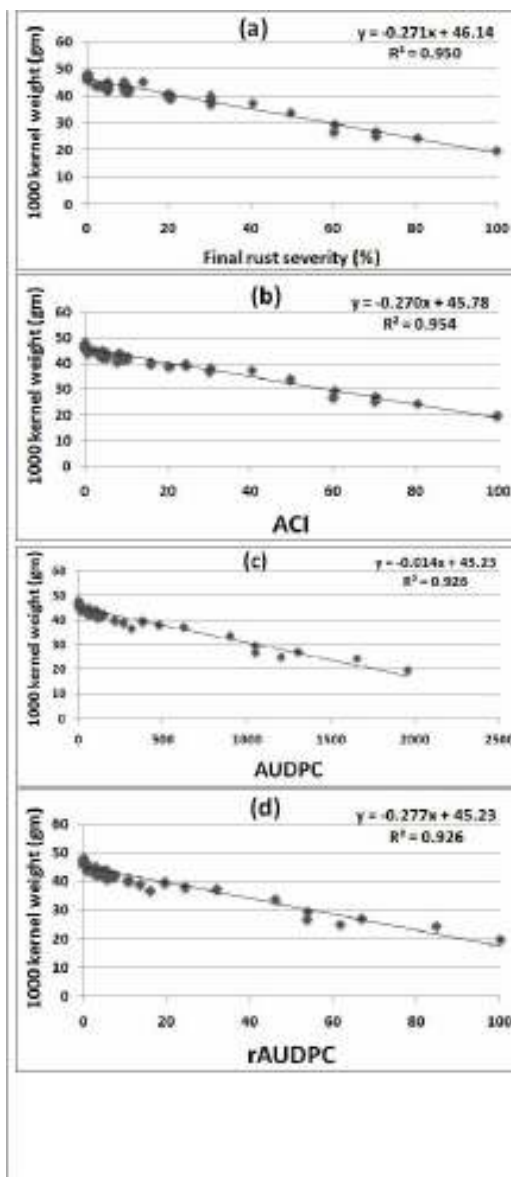 (a)
y = -0.271x + 46.14
R² = 0.950
1000 kernel weight (gm)
60
50
40
30
20
10
0
0 20 40 60 80 100
Final rust severity (%)
(b)
y = -0.270x + 45.78
R² = 0.954
1000 kernel weight (gm)
60
50
40
30
20
10
0
0 20 40 60 80 100
ACI
(c)
y = -0.014x + 45.23
R² = 0.926
1000 kernel weight (gm)
60
50
40
30
20
10
0
0 500 1000 1500 2000 2500
AUDPC
(d)
y = -0.277x + 45.23
R² = 0.926
1000 kernel weight (gm)
60
50
40
30
20
10
0
0 20 40 60 80 100
rAUDPC